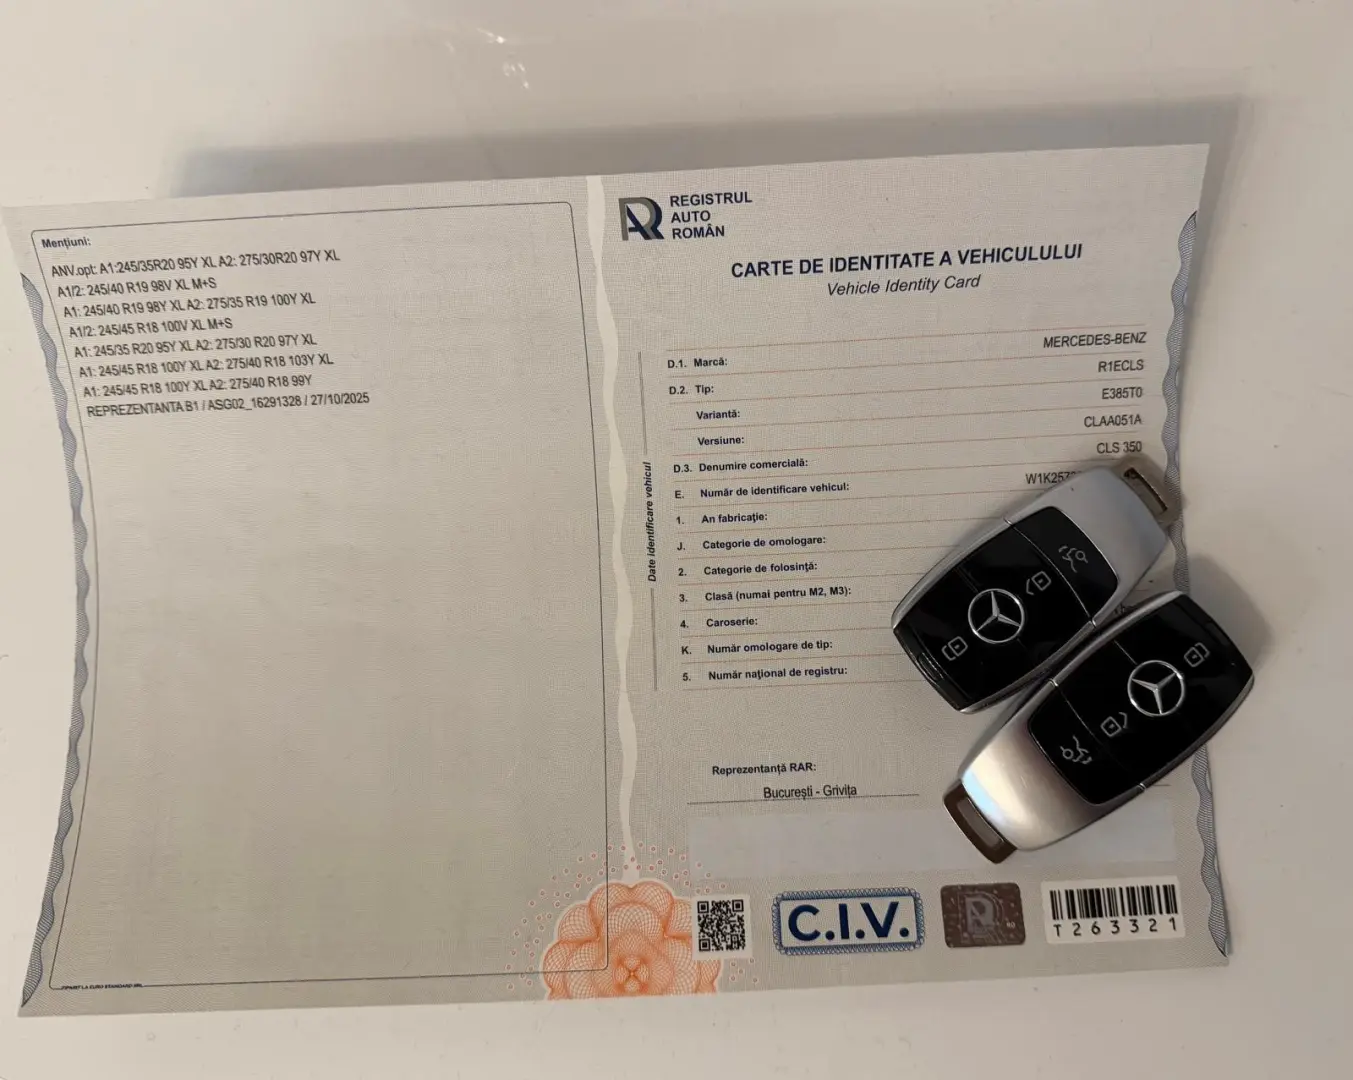 Mențiuni:
ANV.opt: A1:245/35R20 95Y XL A2: 275/30R20 97Y XL
A1/2: 245/40 R19 98V XL M+S
A1: 245/40 R19 98Y XL A2: 275/35 R19 100Y XL
A1/2: 245/45 R18 100V XL M+S
A1: 245/35 R20 95Y XL A2: 275/30 R20 97Y XL
A1: 245/45 R18 100Y XL A2: 275/40 R18 103Y XL
A1: 245/45 R18 100Y XL A2: 275/40 R18 99Y
REPREZENTANTA B1 / ASG02_16291328 / 27/10/2025
REGISTRUL
AUTO
ROMÂN
CARTE DE IDENTITATE A VEHICULULUI
Vehicle Identity Card
Date identificare vehicul
D.1. Marcă: MERCEDES-BENZ
D.2. Tip: R1ECLS
Variantă: E385T0
Versiune: CLAA051A
D.3. Denumire comercială: CLS 350
E. Număr de identificare vehicul: W1K257
1. An fabricație:
J. Categorie de omologare:
2. Categorie de folosință:
3. Clasă (numai pentru M2, M3):
4. Caroserie:
K. Număr omologare de tip:
5. Număr național de registru:
Reprezentanță RAR:
București - Grivița
C.I.V.
T263321